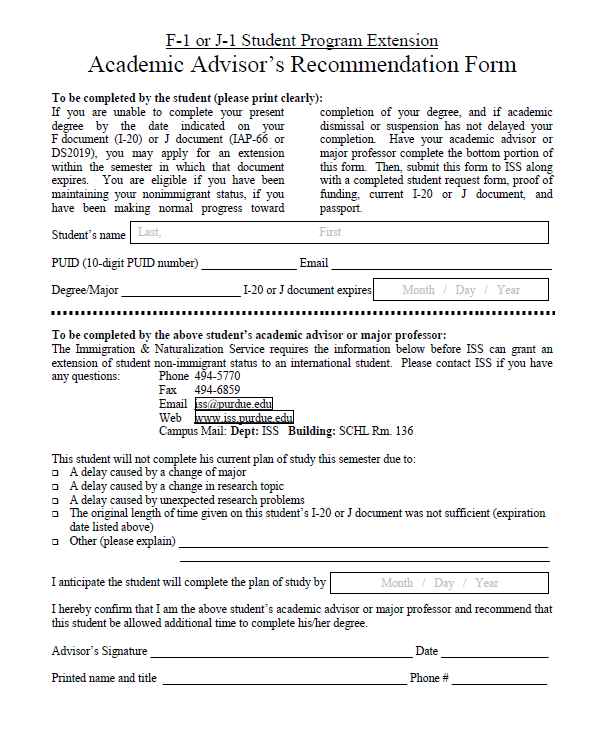 F-1 or J-1 Student Program Extension
Academic Advisor's Recommendation Form
To be completed by the student (please print clearly):
If you are unable to complete your present
degree by the date indicated on your
F document (I-20) or J document (IAP-66 or
DS2019), you may apply for an extension
within the semester in which that document
expires. You are eligible if you have been
maintaining your nonimmigrant status, if you
have been making normal progress toward
completion of your degree, and if academic
dismissal or suspension has not delayed your
completion. Have your academic advisor or
major professor complete the bottom portion of
this form. Then, submit this form to ISS along
with a completed student request form, proof of
funding, current I-20 or J document, and
passport.
Student's name Last, First
PUID (10-digit PUID number) ________________ Email ________________
Degree/Major ________________ I-20 or J document expires Month / Day / Year
To be completed by the above student's academic advisor or major professor:
The Immigration & Naturalization Service requires the information below before ISS can grant an
extension of student non-immigrant status to an international student. Please contact ISS if you have
any questions: Phone 494-5770
Fax 494-6859
Email iss@purdue.edu
Web www.iss.purdue.edu
Campus Mail: Dept: ISS Building: SCHL Rm. 136
This student will not complete his current plan of study this semester due to:
❑ A delay caused by a change of major
❑ A delay caused by a change in research topic
❑ A delay caused by unexpected research problems
❑ The original length of time given on this student's I-20 or J document was not sufficient (expiration
date listed above)
❑ Other (please explain) ________________
I anticipate the student will complete the plan of study by Month / Day / Year
I hereby confirm that I am the above student's academic advisor or major professor and recommend that
this student be allowed additional time to complete his/her degree.
Advisor's Signature ________________ Date ________________
Printed name and title ________________ Phone # ________________